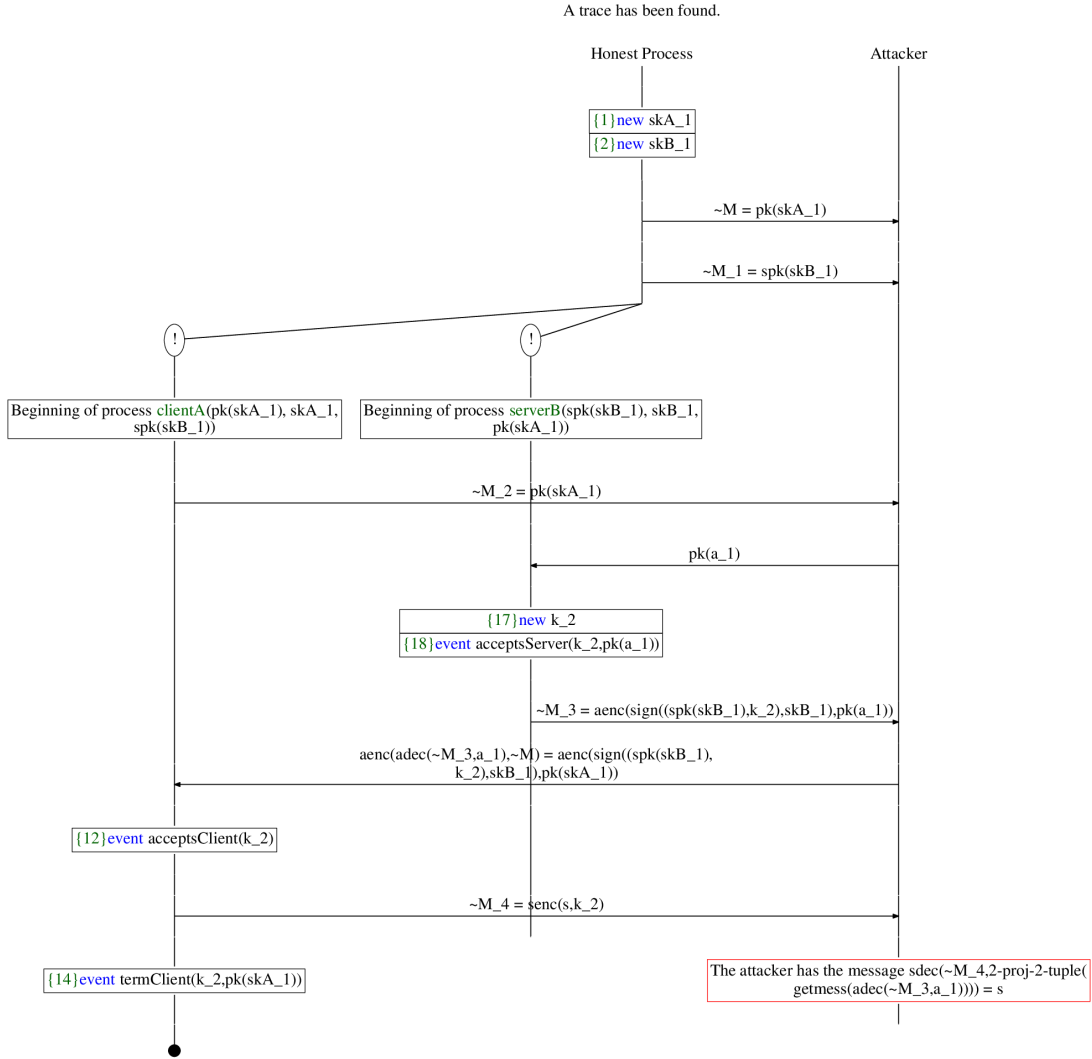 A trace has been found.
Honest Process
Attacker
{1}new skA_1
{2}new skB_1
~M = pk(skA_1)
~M_1 = spk(skB_1)
!
!
Beginning of process clientA(pk(skA_1), skA_1,
spk(skB_1))
Beginning of process serverB(spk(skB_1), skB_1,
pk(skA_1))
~M_2 = pk(skA_1)
pk(a_1)
{17}new k_2
{18}event acceptsServer(k_2,pk(a_1))
~M_3 = aenc(sign((spk(skB_1),k_2),skB_1),pk(a_1))
aenc(adec(~M_3,a_1),~M) = aenc(sign((spk(skB_1),
k_2),skB_1),pk(skA_1))
{12}event acceptsClient(k_2)
~M_4 = senc(s,k_2)
{14}event termClient(k_2,pk(skA_1))
The attacker has the message sdec(~M_4,2-proj-2-tuple(
getmess(adec(~M_3,a_1)))) = s